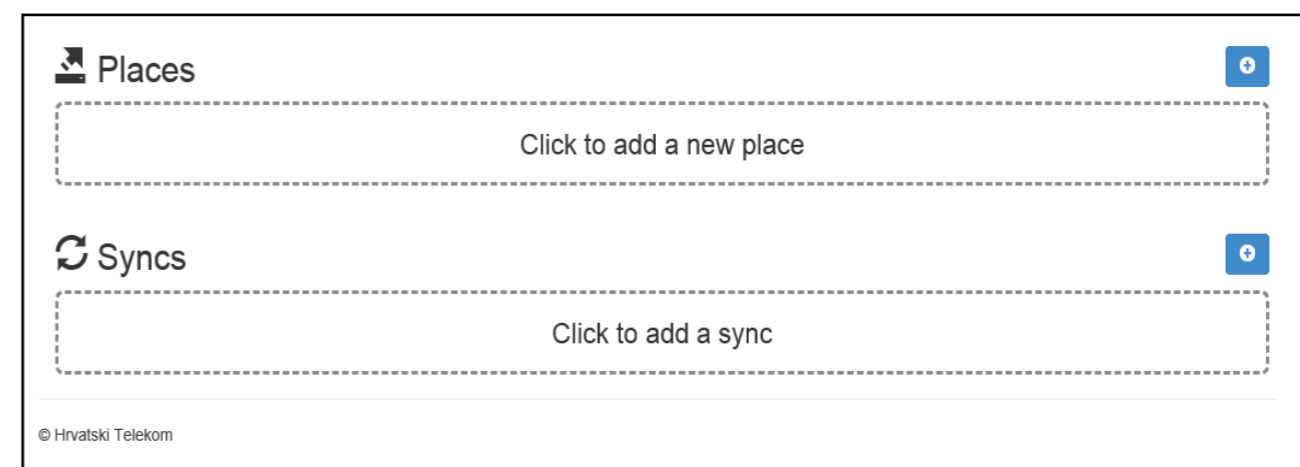 Places
Click to add a new place
Syncs
Click to add a sync
© Hrvatski Telekom